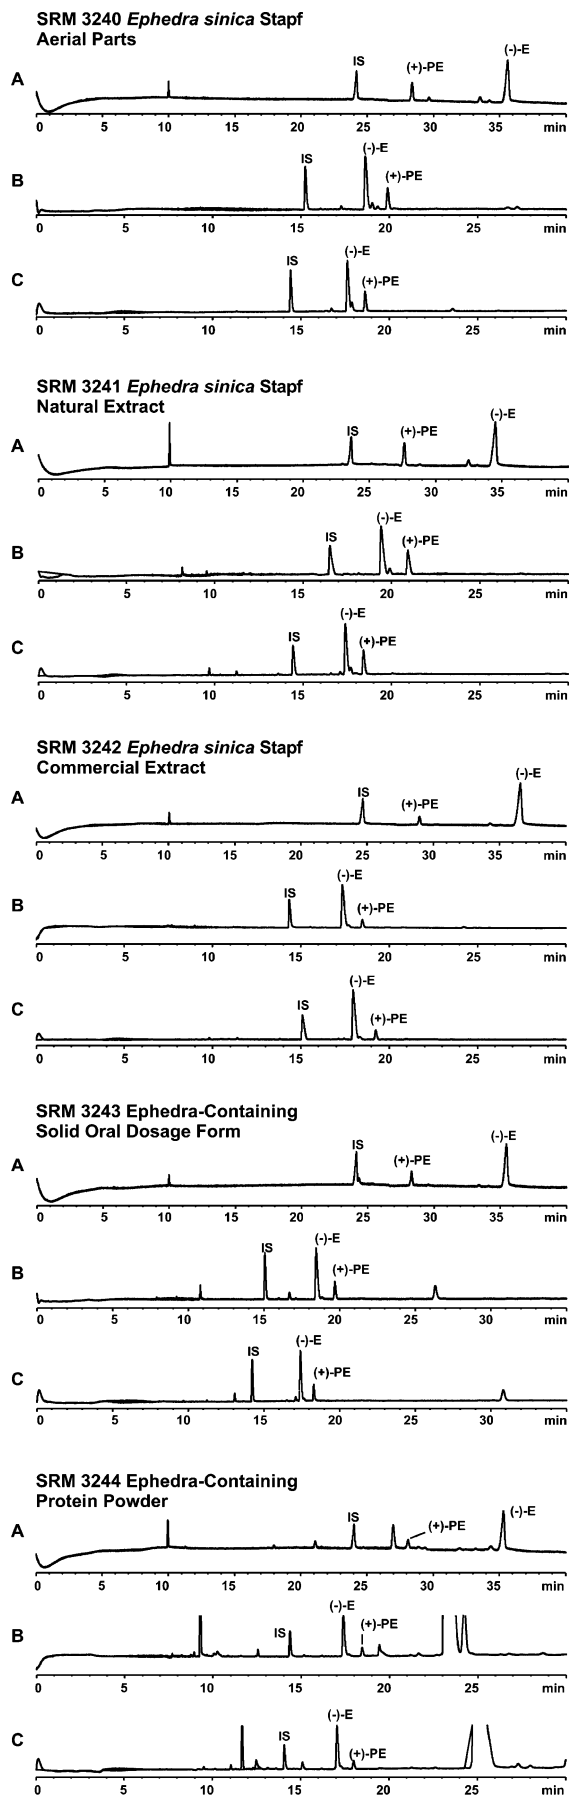 SRM 3240 Ephedra sinica Stapf
Aerial Parts
A
IS
(+)-PE
(-)-E
0 5 10 15 20 25 30 35 min
B
IS
(-)-E
(+)-PE
0 5 10 15 20 25 min
C
IS
(-)-E
(+)-PE
0 5 10 15 20 25 min
SRM 3241 Ephedra sinica Stapf
Natural Extract
A
IS
(+)-PE
(-)-E
0 5 10 15 20 25 30 35 min
B
IS
(-)-E
(+)-PE
0 5 10 15 20 25 min
C
IS
(-)-E
(+)-PE
0 5 10 15 20 25 min
SRM 3242 Ephedra sinica Stapf
Commercial Extract
A
IS
(+)-PE
(-)-E
0 5 10 15 20 25 30 35 min
B
IS
(-)-E
(+)-PE
0 5 10 15 20 25 min
C
IS
(-)-E
(+)-PE
0 5 10 15 20 25 min
SRM 3243 Ephedra-Containing
Solid Oral Dosage Form
A
IS
(+)-PE
(-)-E
0 5 10 15 20 25 30 35 min
B
IS
(-)-E
(+)-PE
0 5 10 15 20 25 30 min
C
IS
(-)-E
(+)-PE
0 5 10 15 20 25 30 min
SRM 3244 Ephedra-Containing
Protein Powder
A
IS
(+)-PE
(-)-E
0 5 10 15 20 25 30 35 min
B
IS
(-)-E
(+)-PE
0 5 10 15 20 25 min
C
IS
(-)-E
(+)-PE
0 5 10 15 20 25 min